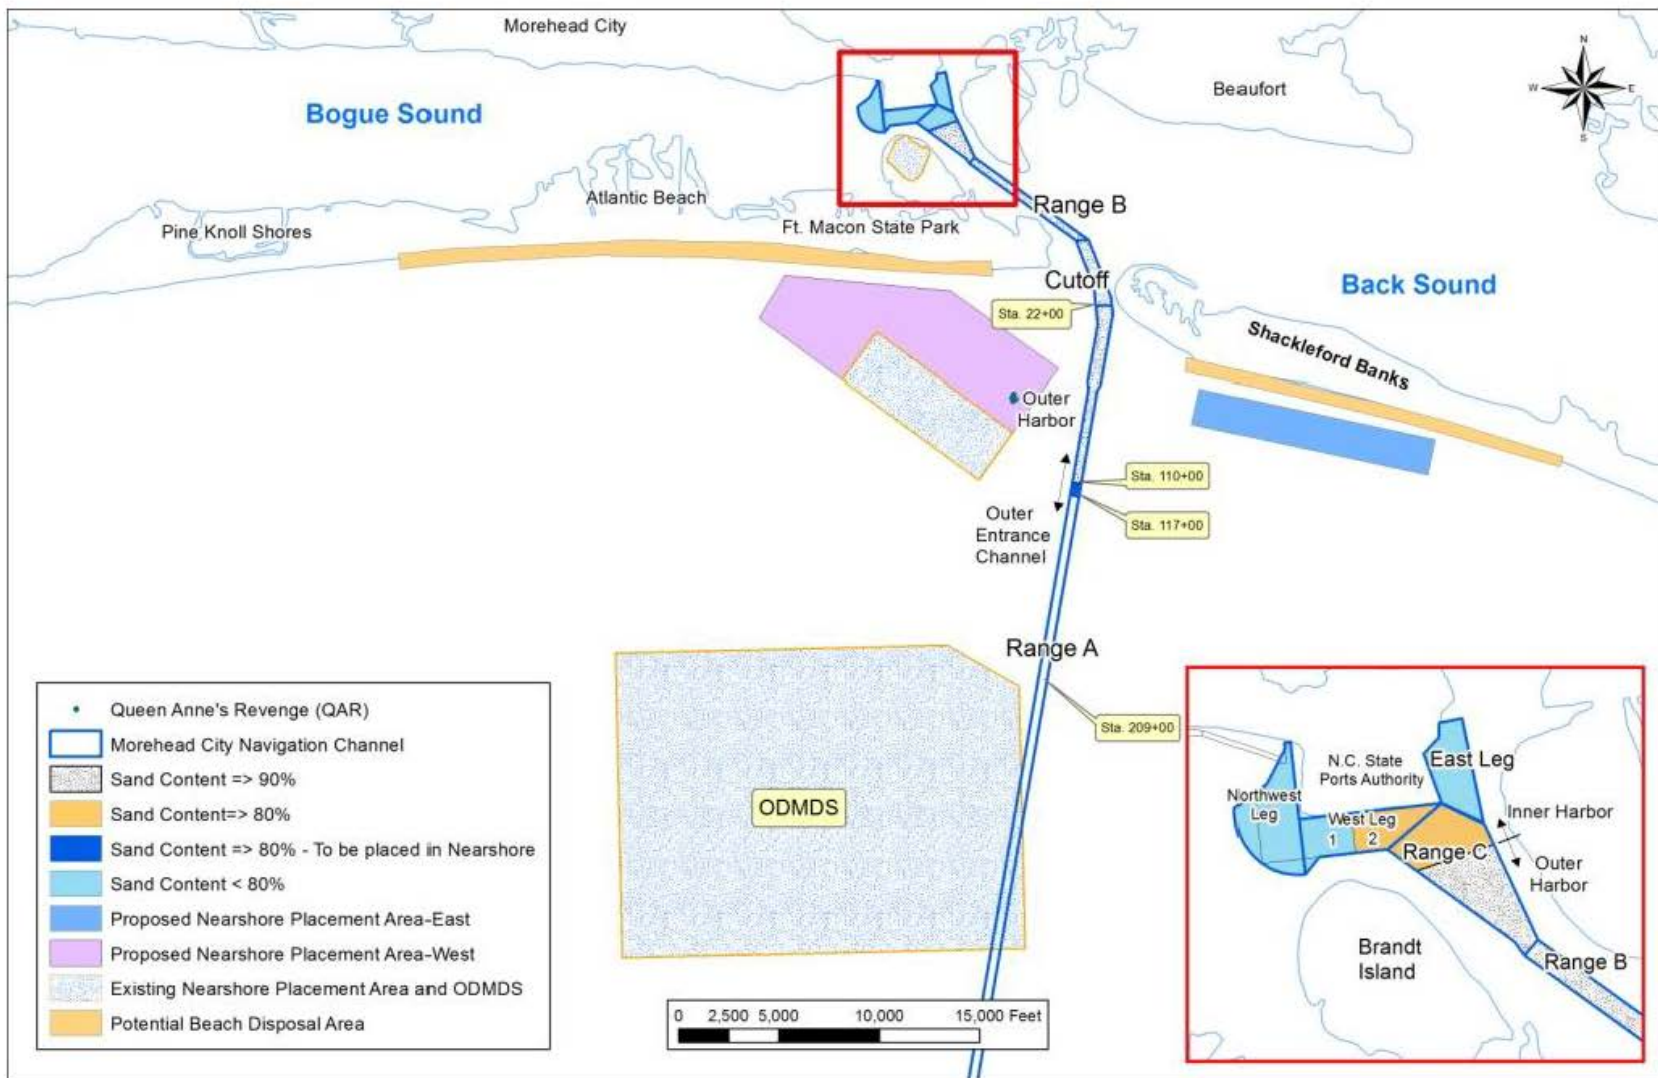 Morehead City
Beaufort
N
W
E
S
Bogue Sound
Atlantic Beach
Range B
Pine Knoll Shores
Ft. Macon State Park
Cutoff
Back Sound
Sta. 22+00
Shackleford Banks
Outer
Harbor
Sta. 110+00
Outer
Entrance
Channel
Sta. 117+00
Range A
Sta. 209+00
ODMDS
Queen Anne's Revenge (QAR)
Morehead City Navigation Channel
Sand Content => 90%
Sand Content=> 80%
Sand Content => 80% - To be placed in Nearshore
Sand Content < 80%
Proposed Nearshore Placement Area-East
Proposed Nearshore Placement Area-West
Existing Nearshore Placement Area and ODMDS
Potential Beach Disposal Area
0 2,500 5,000 10,000 15,000 Feet
N.C. State
Ports Authority
East Leg
Northwest
Leg
West Leg
1 2
Inner Harbor
Range C
Outer
Harbor
Brandt
Island
Range B